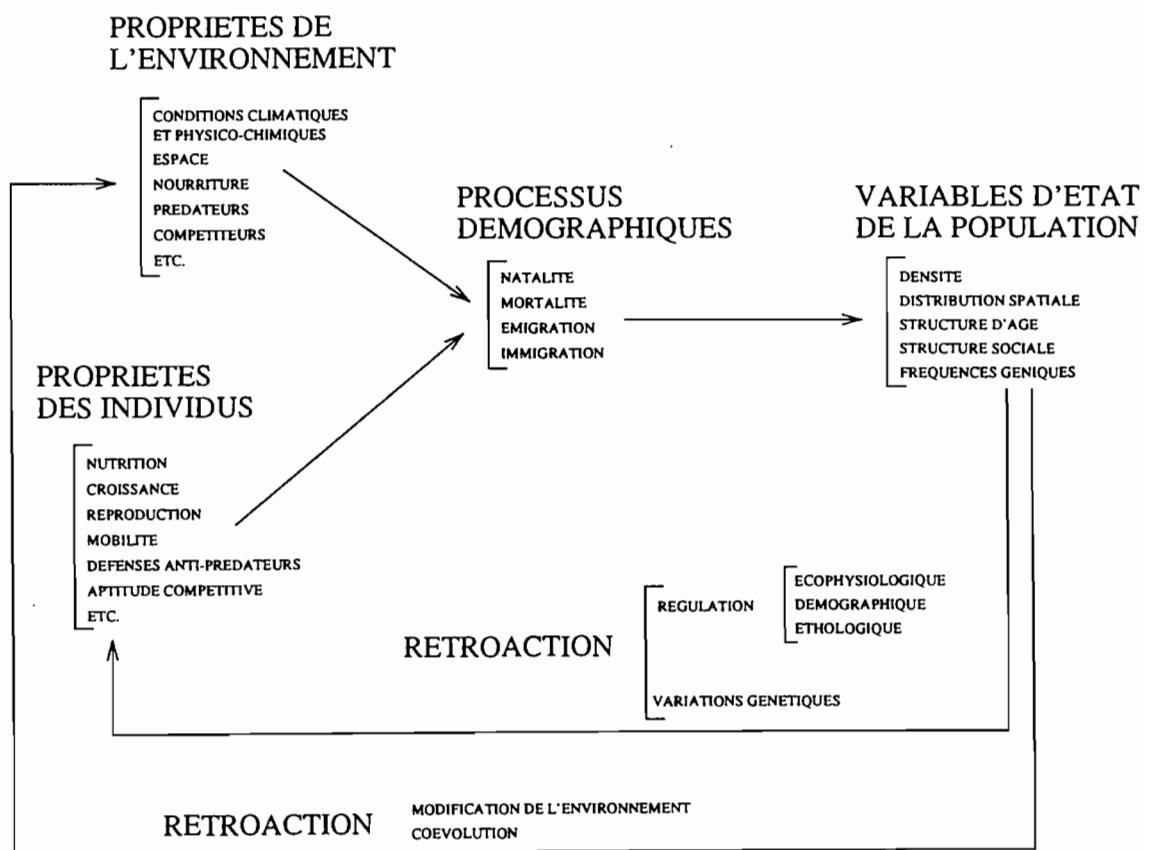 PROPRIETES DE
L'ENVIRONNEMENT
CONDITIONS CLIMATIQUES
ET PHYSICO-CHIMIQUES
ESPACE
NOURRITURE
PREDATEURS
COMPETITEURS
ETC.
PROCESSUS
DEMOGRAPHIQUES
NATALITE
MORTALITE
EMIGRATION
IMMIGRATION
VARIABLES D'ETAT
DE LA POPULATION
DENSITE
DISTRIBUTION SPATIALE
STRUCTURE D'AGE
STRUCTURE SOCIALE
FREQUENCES GENIQUES
PROPRIETES
DES INDIVIDUS
NUTRITION
CROISSANCE
REPRODUCTION
MOBILITE
DEFENSES ANTI-PREDATEURS
APTITUDE COMPETITIVE
ETC.
RETROACTION
REGULATION
ECOPHYSIOLOGIQUE
DEMOGRAPHIQUE
ETHOLOGIQUE
VARIATIONS GENETIQUES
RETROACTION
MODIFICATION DE L'ENVIRONNEMENT
COEVOLUTION